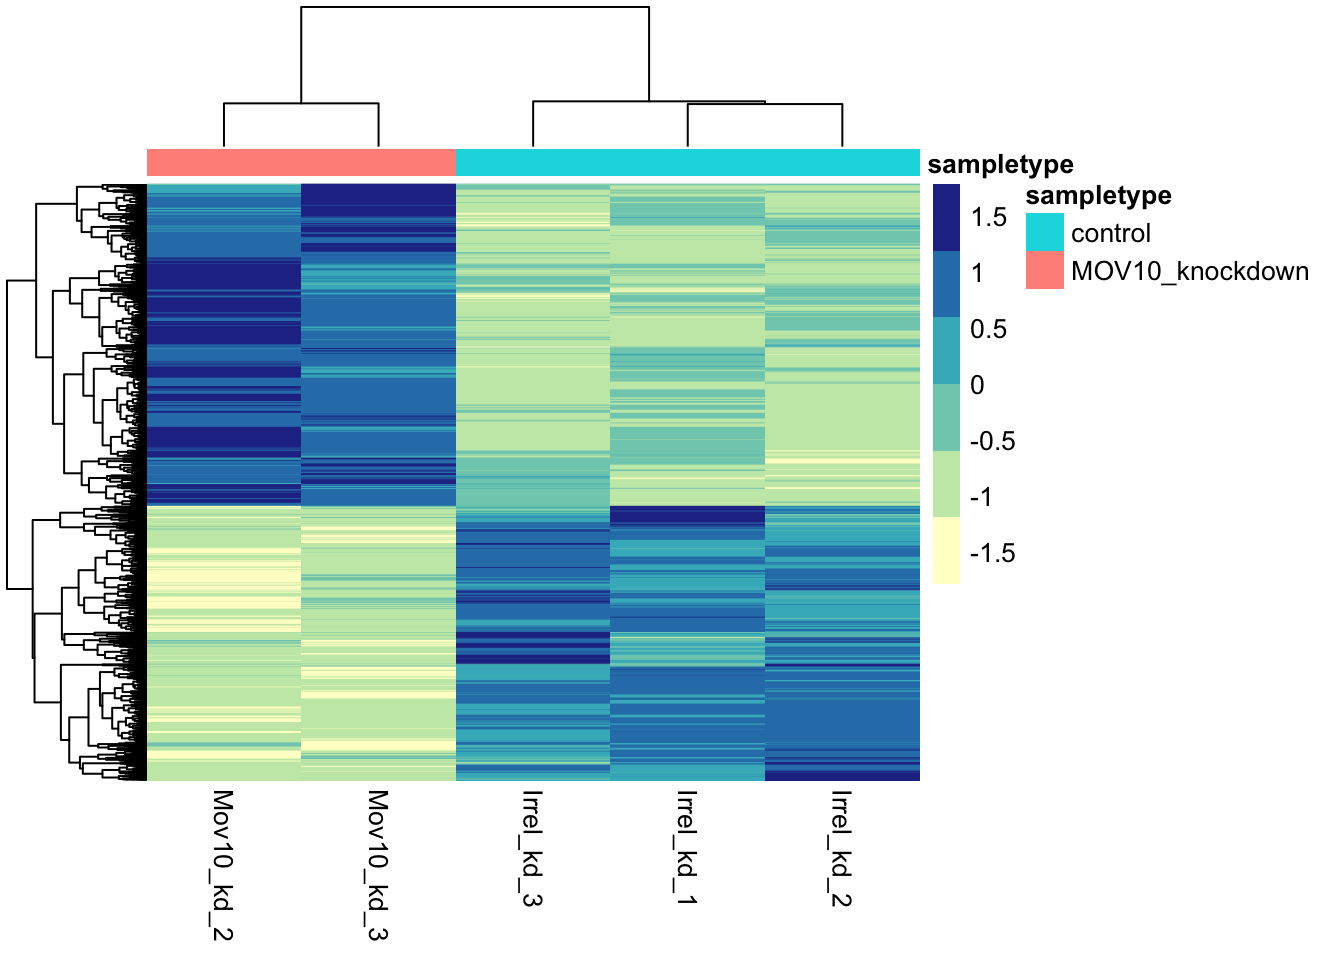 sampletype
sampletype
1.5
1
0.5
0
-0.5
-1
-1.5
control
MOV10_knockdown
Mov10_kd_2
Mov10_kd_3
Irrel_kd_3
Irrel_kd_1
Irrel_kd_2